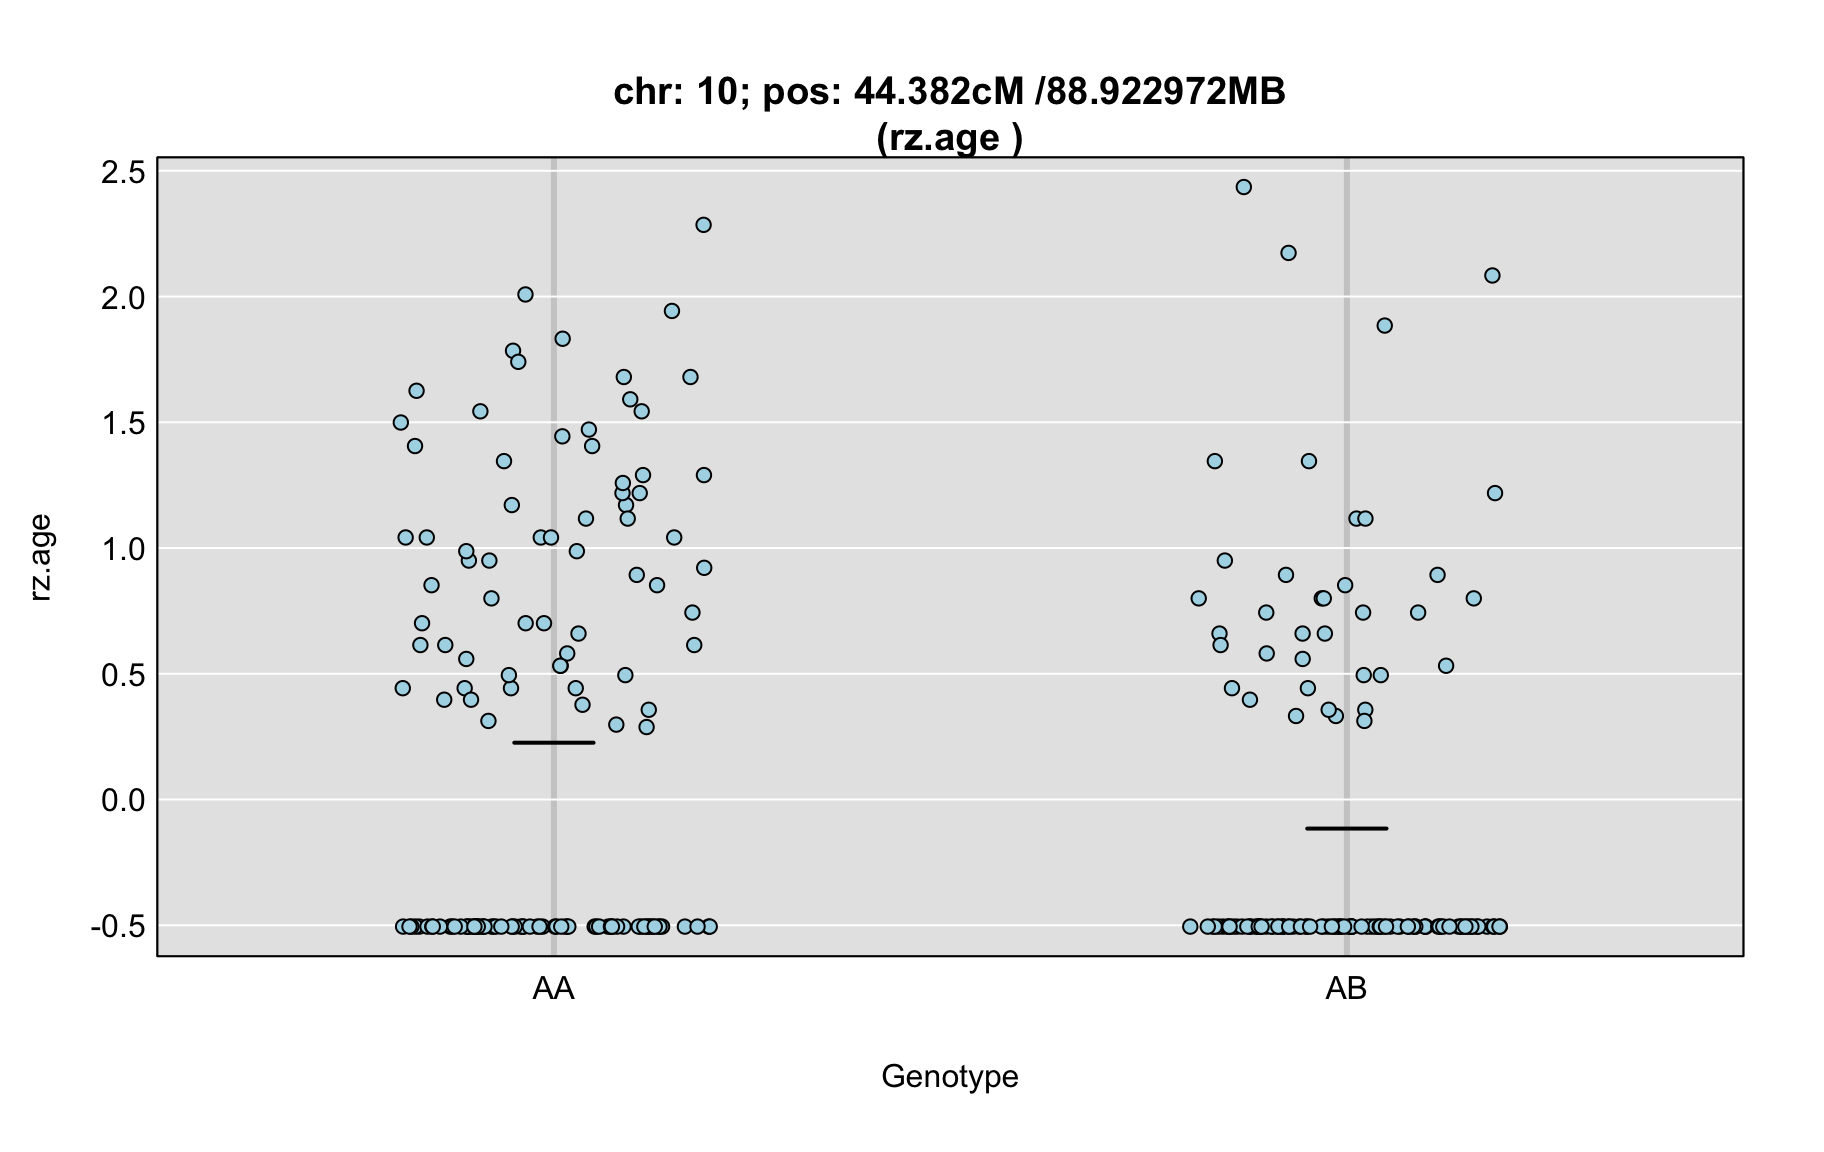 chr: 10; pos: 44.382cM /88.922972MB
(rz.age )
2.5
2.0
1.5
1.0
0.5
0.0
-0.5
rz.age
AA
AB
Genotype